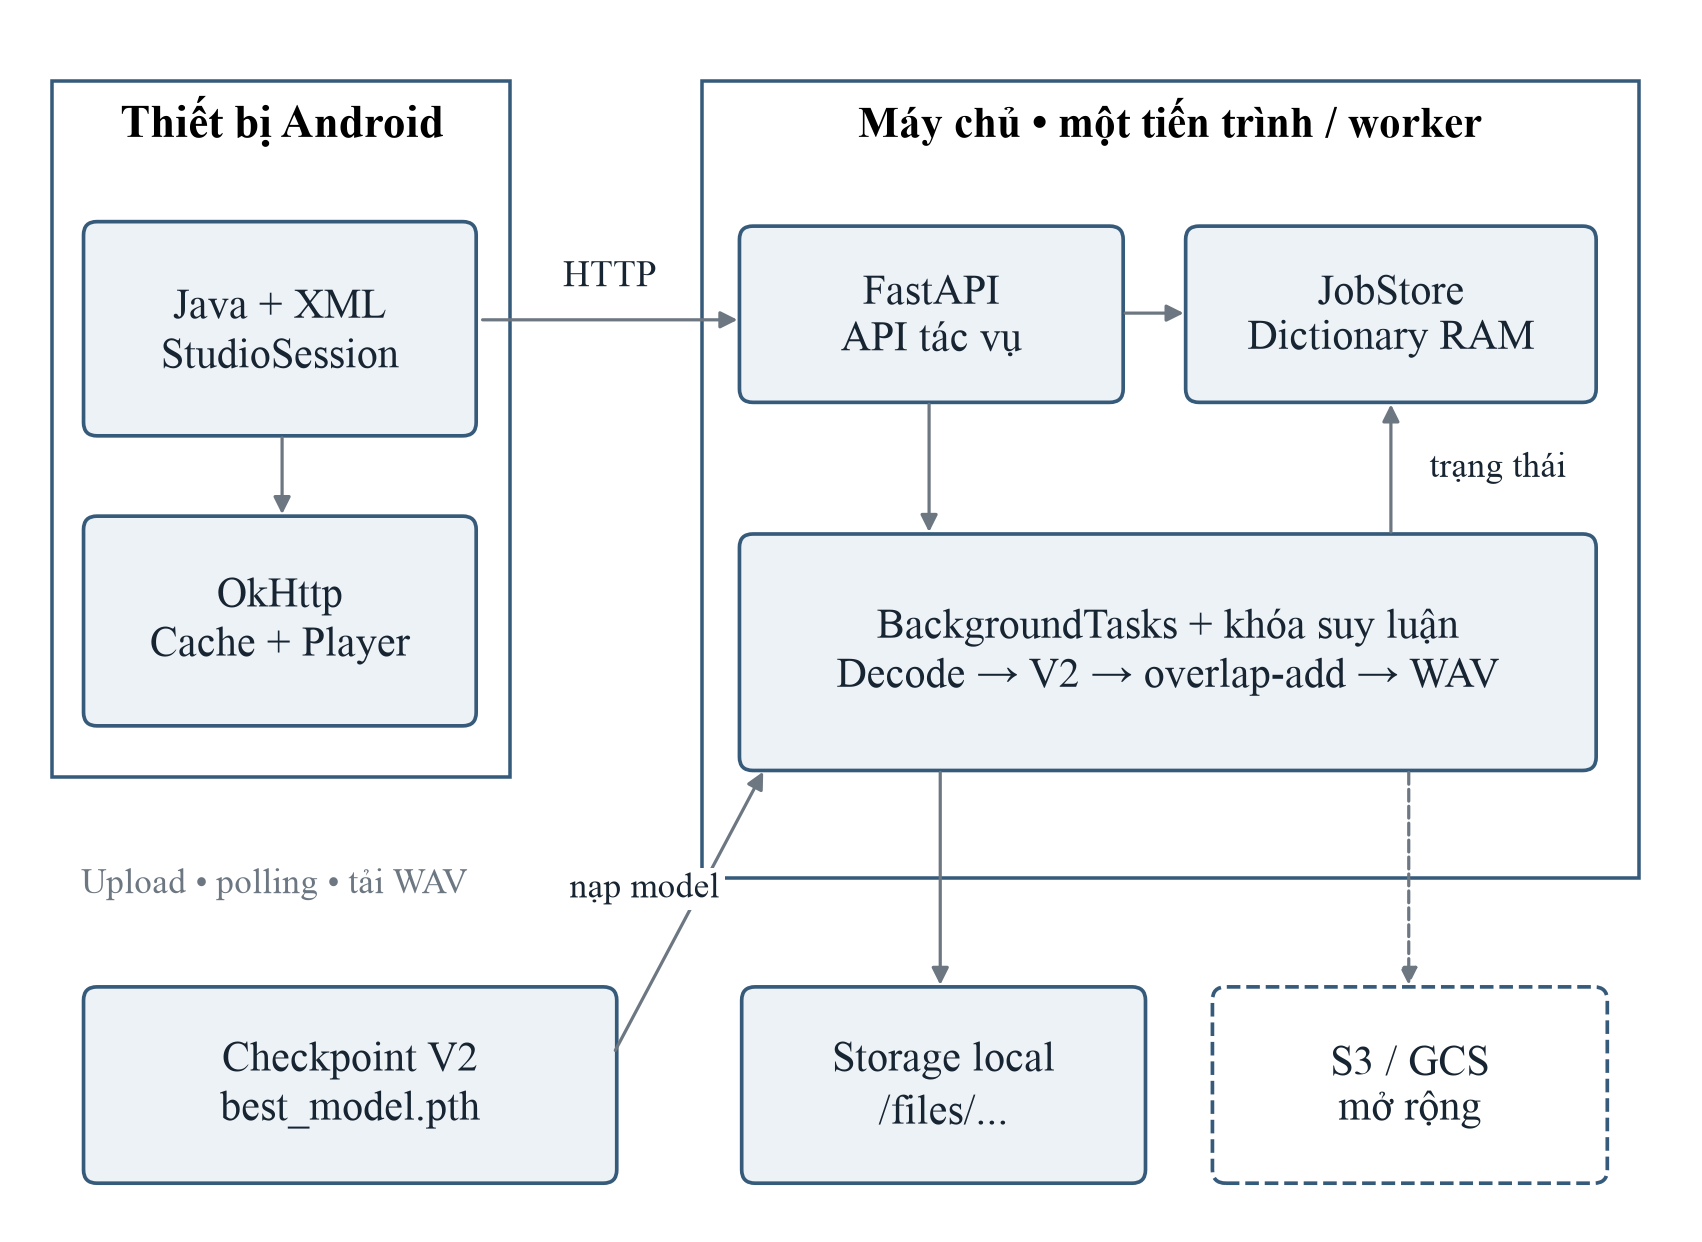 Thiết bị Android
Java + XML
StudioSession
OkHttp
Cache + Player
Upload • polling • tải WAV
HTTP
Máy chủ • một tiến trình / worker
FastAPI
API tác vụ
JobStore
Dictionary RAM
trạng thái
BackgroundTasks + khóa suy luận
Decode → V2 → overlap-add → WAV
nạp model
Checkpoint V2
best_model.pth
Storage local
/files/...
S3 / GCS
mở rộng